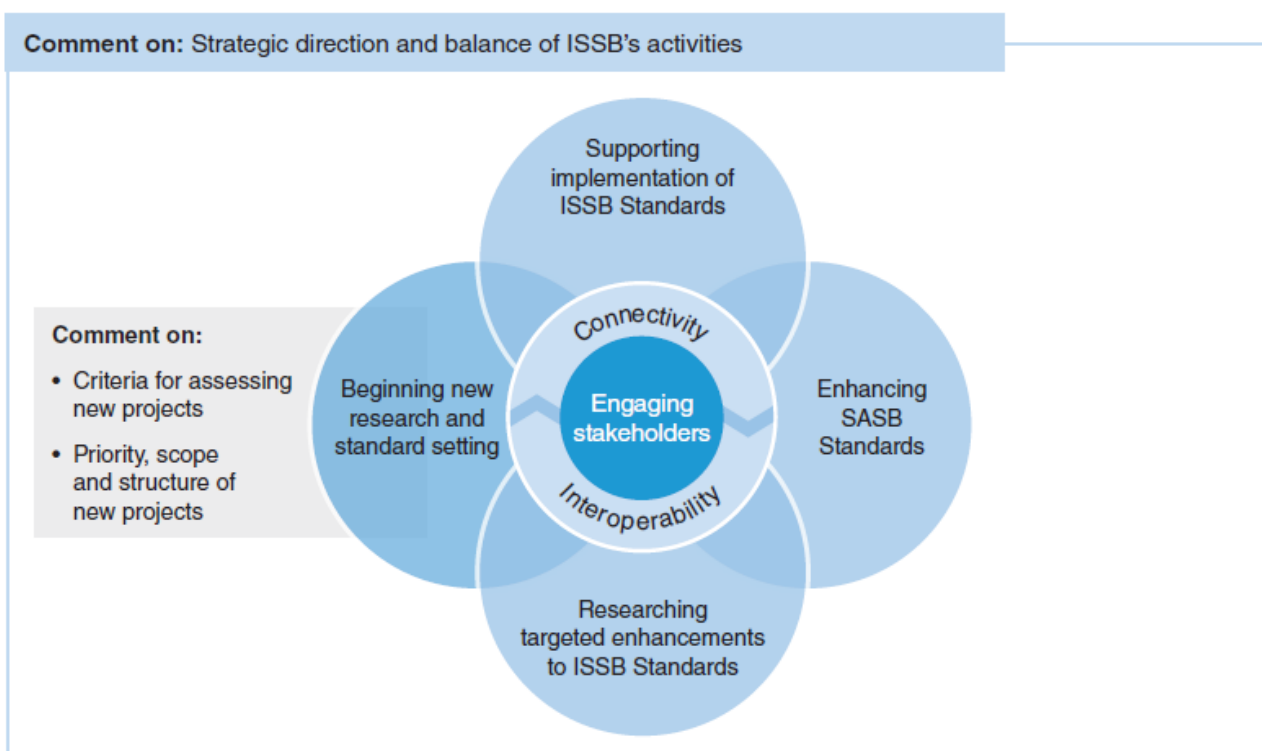 Comment on: Strategic direction and balance of ISSB's activities
Supporting
implementation of
ISSB Standards
Comment on:
• Criteria for assessing
new projects
• Priority, scope
and structure of
new projects
Beginning new
research and
standard setting
Connectivity
Engaging
stakeholders
Interoperability
Enhancing
SASB
Standards
Researching
targeted enhancements
to ISSB Standards